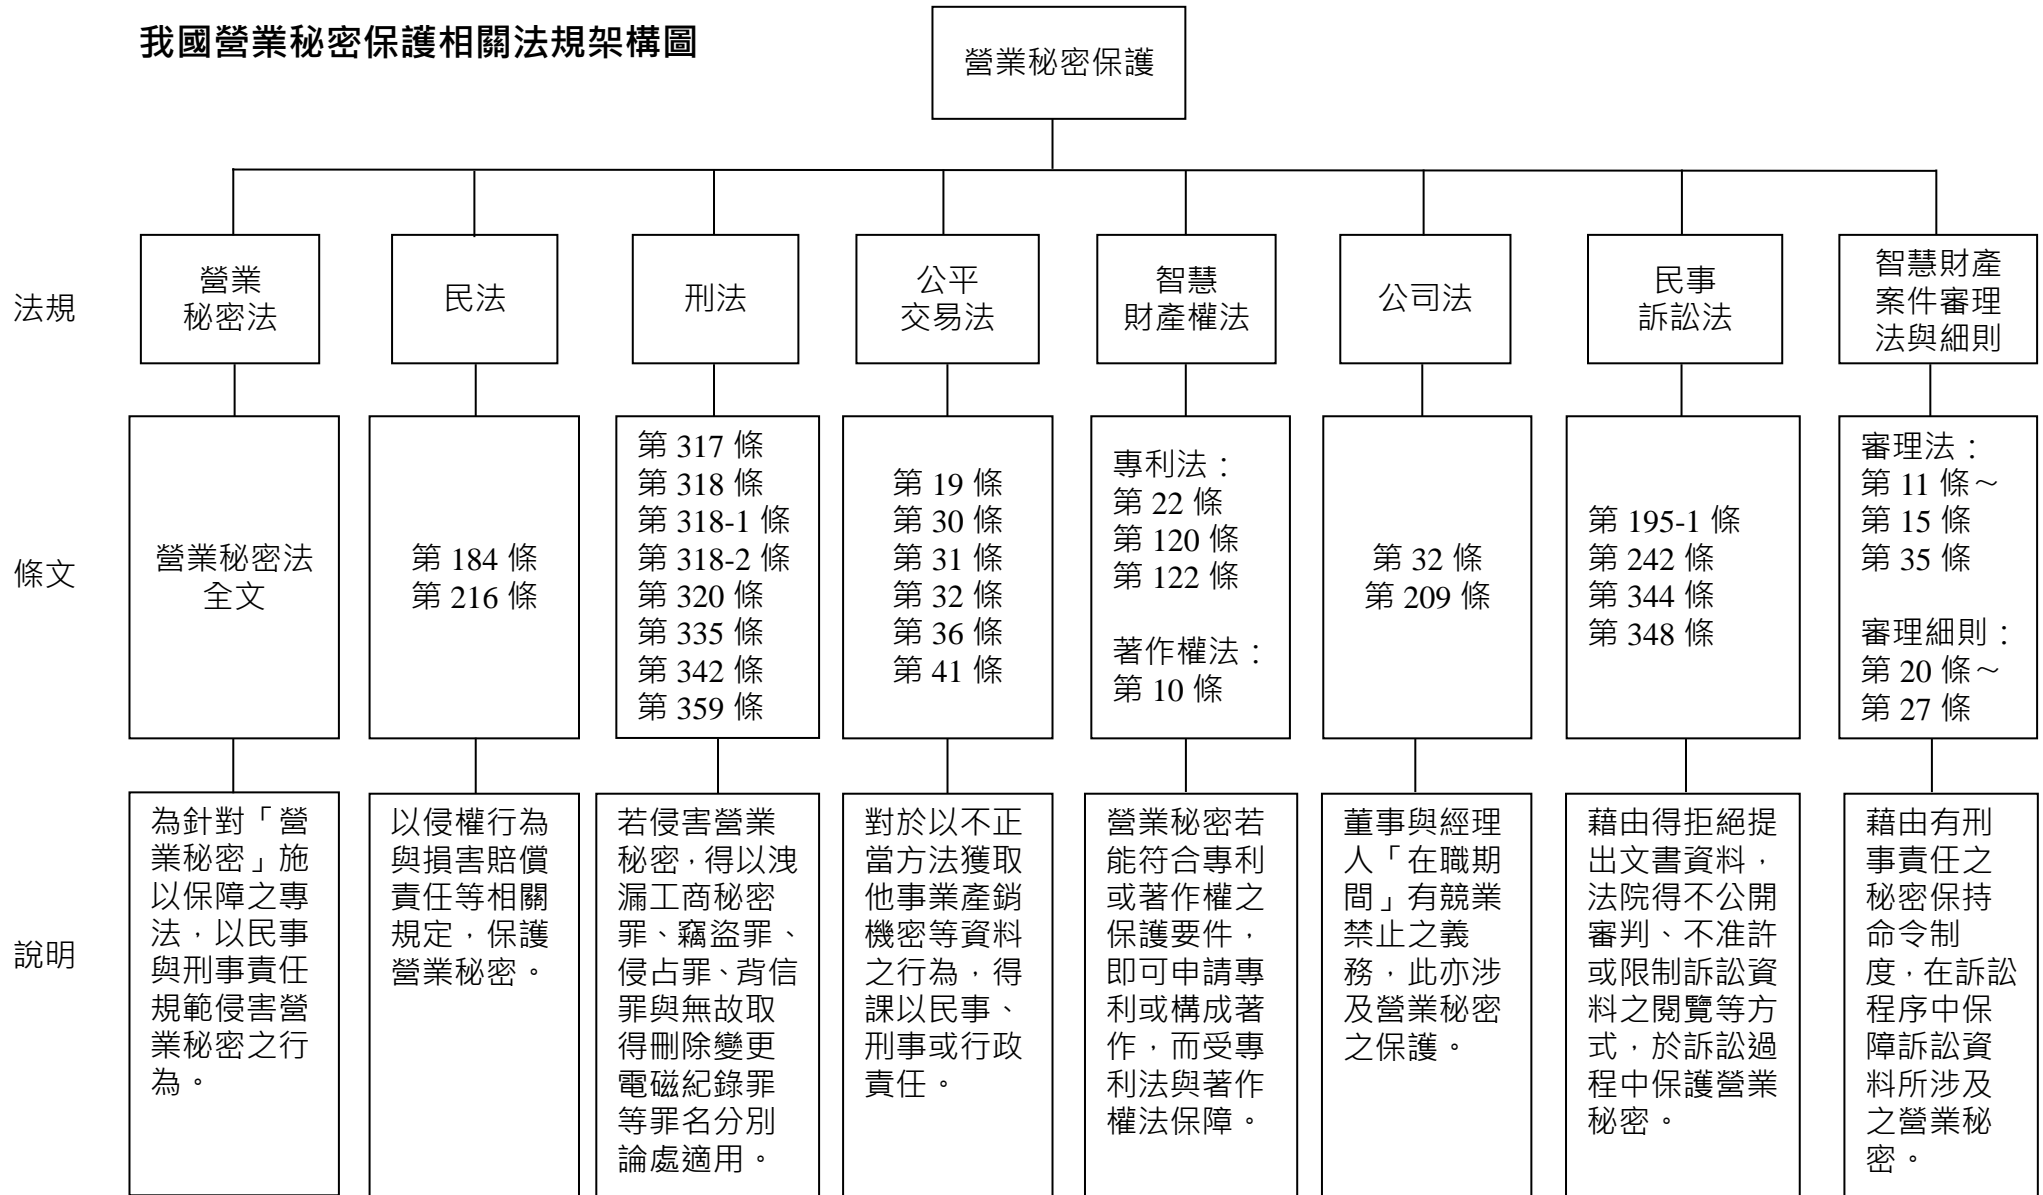 我國營業秘密保護相關法規架構圖
營業秘密保護
法規
營業
秘密法
民法
刑法
公平
交易法
智慧
財產權法
公司法
民事
訴訟法
智慧財產
案件審理
法與細則
條文
營業秘密法
全文
第 184 條
第 216 條
第 317 條
第 318 條
第 318-1 條
第 318-2 條
第 320 條
第 335 條
第 342 條
第 359 條
第 19 條
第 30 條
第 31 條
第 32 條
第 36 條
第 41 條
專利法：
第 22 條
第 120 條
第 122 條
著作權法：
第 10 條
第 32 條
第 209 條
第 195-1 條
第 242 條
第 344 條
第 348 條
審理法：
第 11 條～
第 15 條
第 35 條
審理細則：
第 20 條～
第 27 條
說明
為針對「營
業秘密」施
以保障之專
法，以民事
與刑事責任
規範侵害營
業秘密之行
為。
以侵權行為
與損害賠償
責任等相關
規定，保護
營業秘密。
若侵害營業
秘密，得以洩
漏工商秘密
罪、竊盜罪、
侵占罪、背信
罪與無故取
得刪除變更
電磁紀錄罪
等罪名分別
論處適用。
對於以不正
當方法獲取
他事業產銷
機密等資料
之行為，得
課以民事、
刑事或行政
責任。
營業秘密若
能符合專利
或著作權之
保護要件，
即可申請專
利或構成著
作，而受專
利法與著作
權法保障。
董事與經理
人「在職期
間」有競業
禁止之義
務，此亦涉
及營業秘密
之保護。
藉由得拒絕提
出文書資料，
法院得不公開
審判、不准許
或限制訴訟資
料之閱覽等方
式，於訴訟過
程中保護營業
秘密。
藉由有刑
事責任之
秘密保持
命令制
度，在訴訟
程序中保
障訴訟資
料所涉及
之營業秘
密。